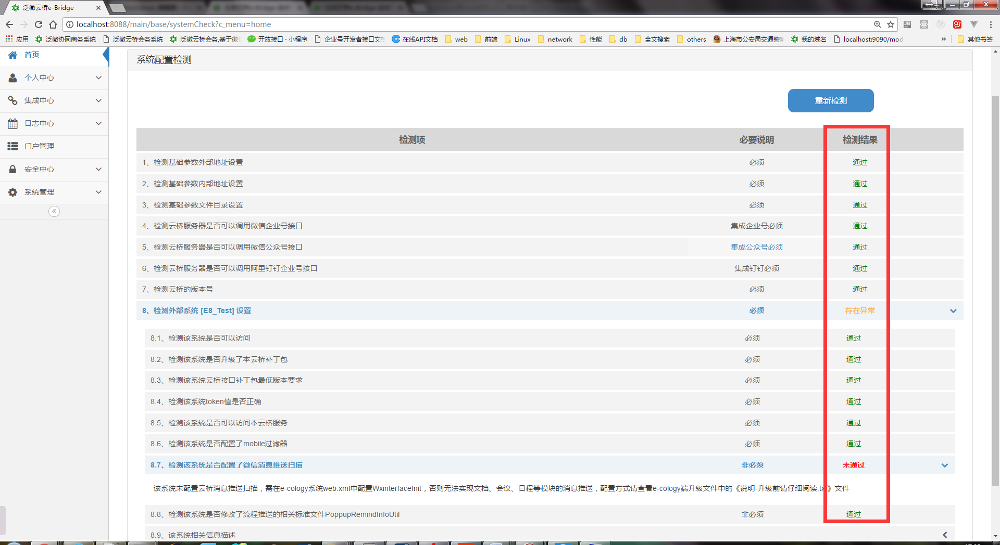 泛微云桥e-Bridge
localhost:8088/main/base/systemCheck?c_menu=home
应用 泛微协同商务系统 泛微云桥会务系统 泛微云桥会务,基于微 开放接口 · 小程序 企业号开发者接口文档 在线API文档 web 前端 Linux network 性能 db 全文搜索 others 上海市公安局交通警 我的域名 localhost:9090/mod » 其他书签
首页
个人中心
集成中心
日志中心
门户管理
安全中心
系统管理
系统配置检测
重新检测
检测项 必要说明 检测结果
1、检测基础参数外部地址设置 必须 通过
2、检测基础参数内部地址设置 必须 通过
3、检测基础参数文件目录设置 必须 通过
4、检测云桥服务器是否可以调用微信企业号接口 集成企业号必须 通过
5、检测云桥服务器是否可以调用微信公众号接口 集成公众号必须 通过
6、检测云桥服务器是否可以调用阿里钉钉企业号接口 集成钉钉必须 通过
7、检测云桥的版本号 必须 通过
8、检测外部系统 [E8_Test] 设置 必须 存在异常
8.1、检测该系统是否可以访问 必须 通过
8.2、检测该系统是否升级了本云桥补丁包 必须 通过
8.3、检测该系统云桥接口补丁包最低版本要求 必须 通过
8.4、检测该系统token值是否正确 必须 通过
8.5、检测该系统是否可以访问本云桥服务 必须 通过
8.6、检测该系统是否配置了mobile过滤器 必须 通过
8.7、检测该系统是否配置了微信消息推送扫描 非必须 未通过
该系统未配置云桥消息推送扫描，需在e-cology系统web.xml中配置WxinterfaceInit，否则无法实现文档、会议、日程等模块的消息推送，配置方式请查看e-cology端升级文件中的《说明-升级前请仔细阅读.tx》文件
8.8、检测该系统是否修改了流程推送的相关标准文件PoppupRemindInfoUtil 非必须 通过
8.9、该系统相关信息描述